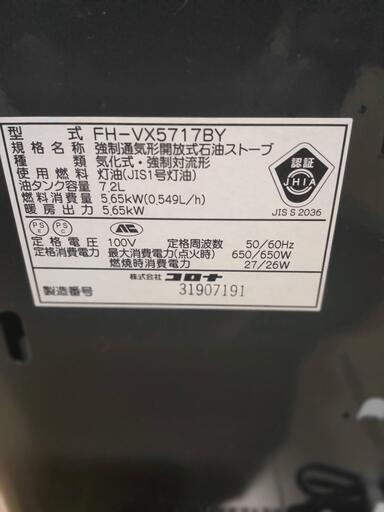 型式 FH-VX5717BY
規格名称 強制通気形開放式石油ストーブ
種類 気化式・強制対流形
使用燃料 灯油(JIS1号灯油)
油タンク容量 7,2L
燃料消費量 5,65kW(0,549L/h)
暖房出力 5,65kW
認証
JHIA
JIS S 2036
PS E PS C
定格電圧 100V 定格周波数 50/60Hz
定格消費電力 最大消費電力(点火時) 650/650W
燃焼時消費電力 27/26W
株式会社 コロナ
製造番号 31907191